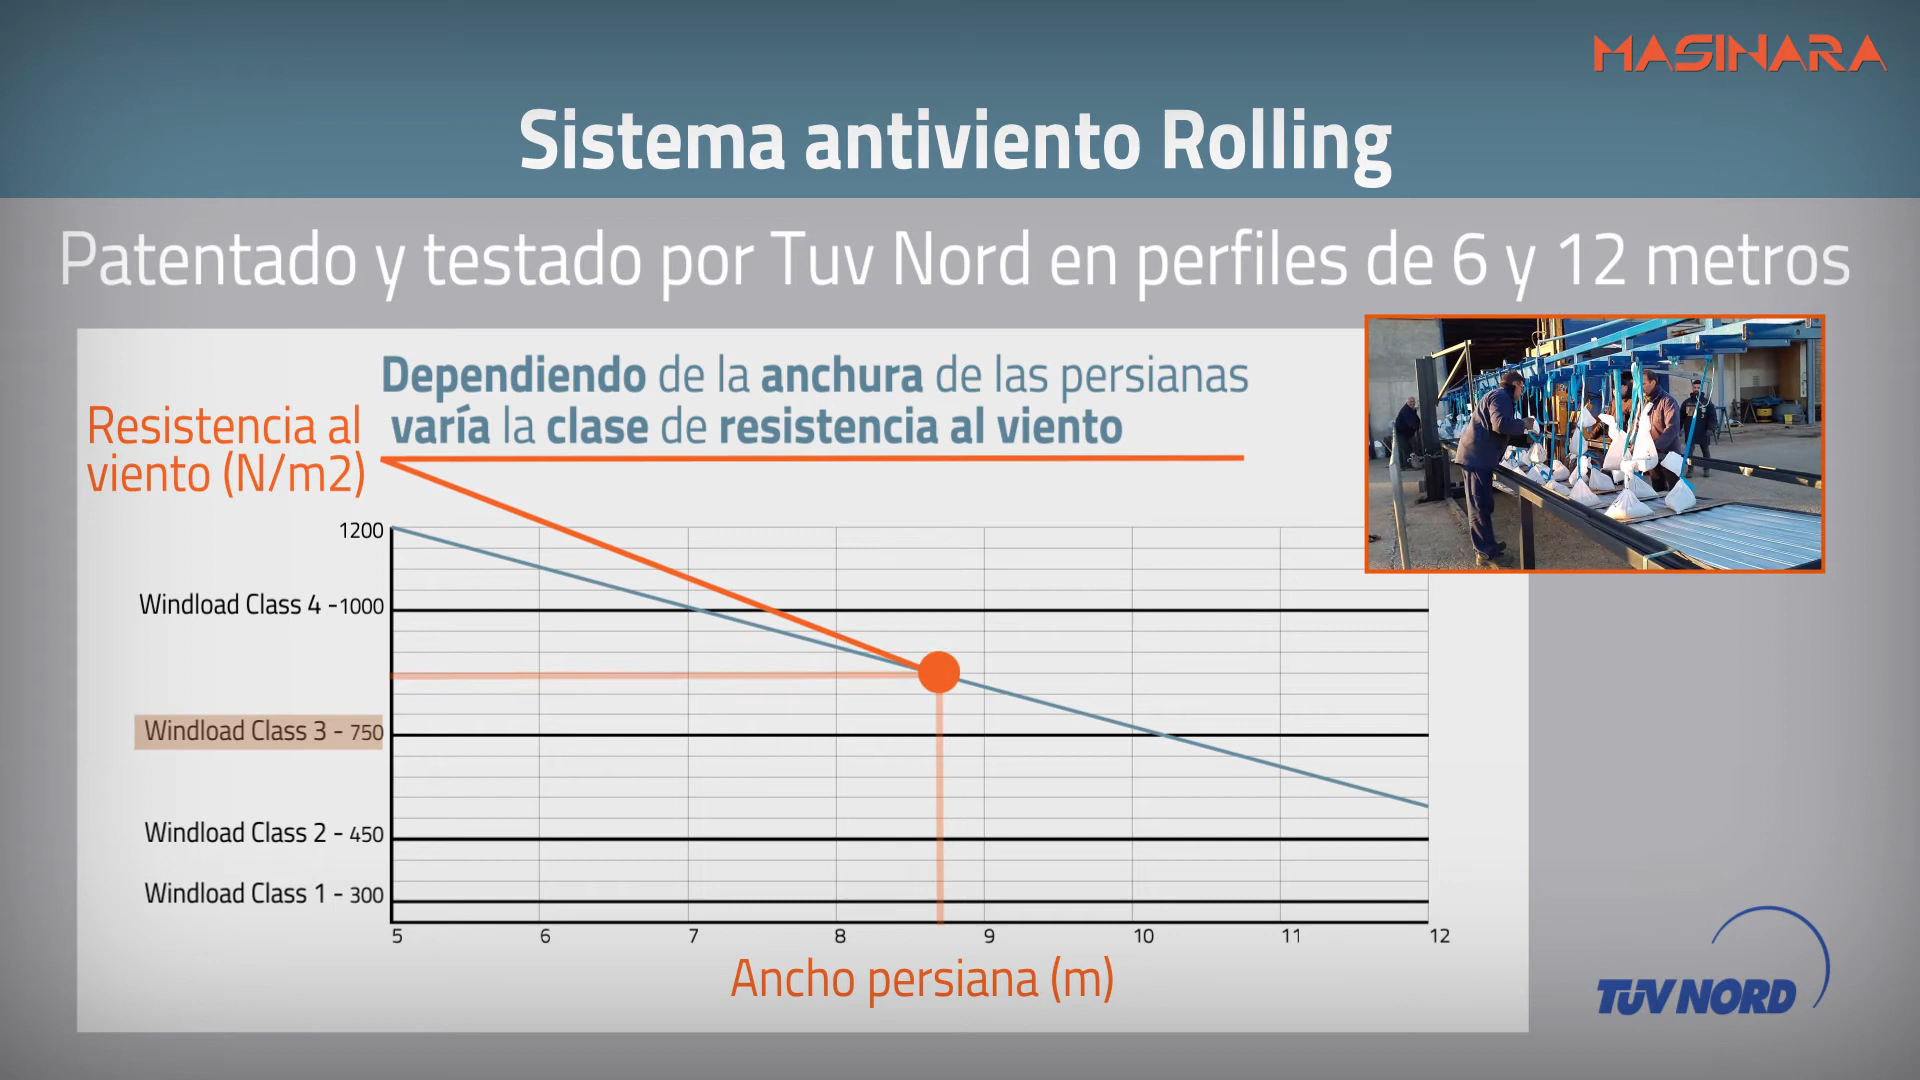 MASINARA
Sistema antiviento Rolling
Patentado y testado por Tuv Nord en perfiles de 6 y 12 metros
Dependiendo de la anchura de las persianas
varía la clase de resistencia al viento
Resistencia al
viento (N/m2)
1200
Windload Class 4 -1000
Windload Class 3 - 750
Windload Class 2 - 450
Windload Class 1 - 300
5 6 7 8 9 10 11 12
Ancho persiana (m)
TÜV NORD